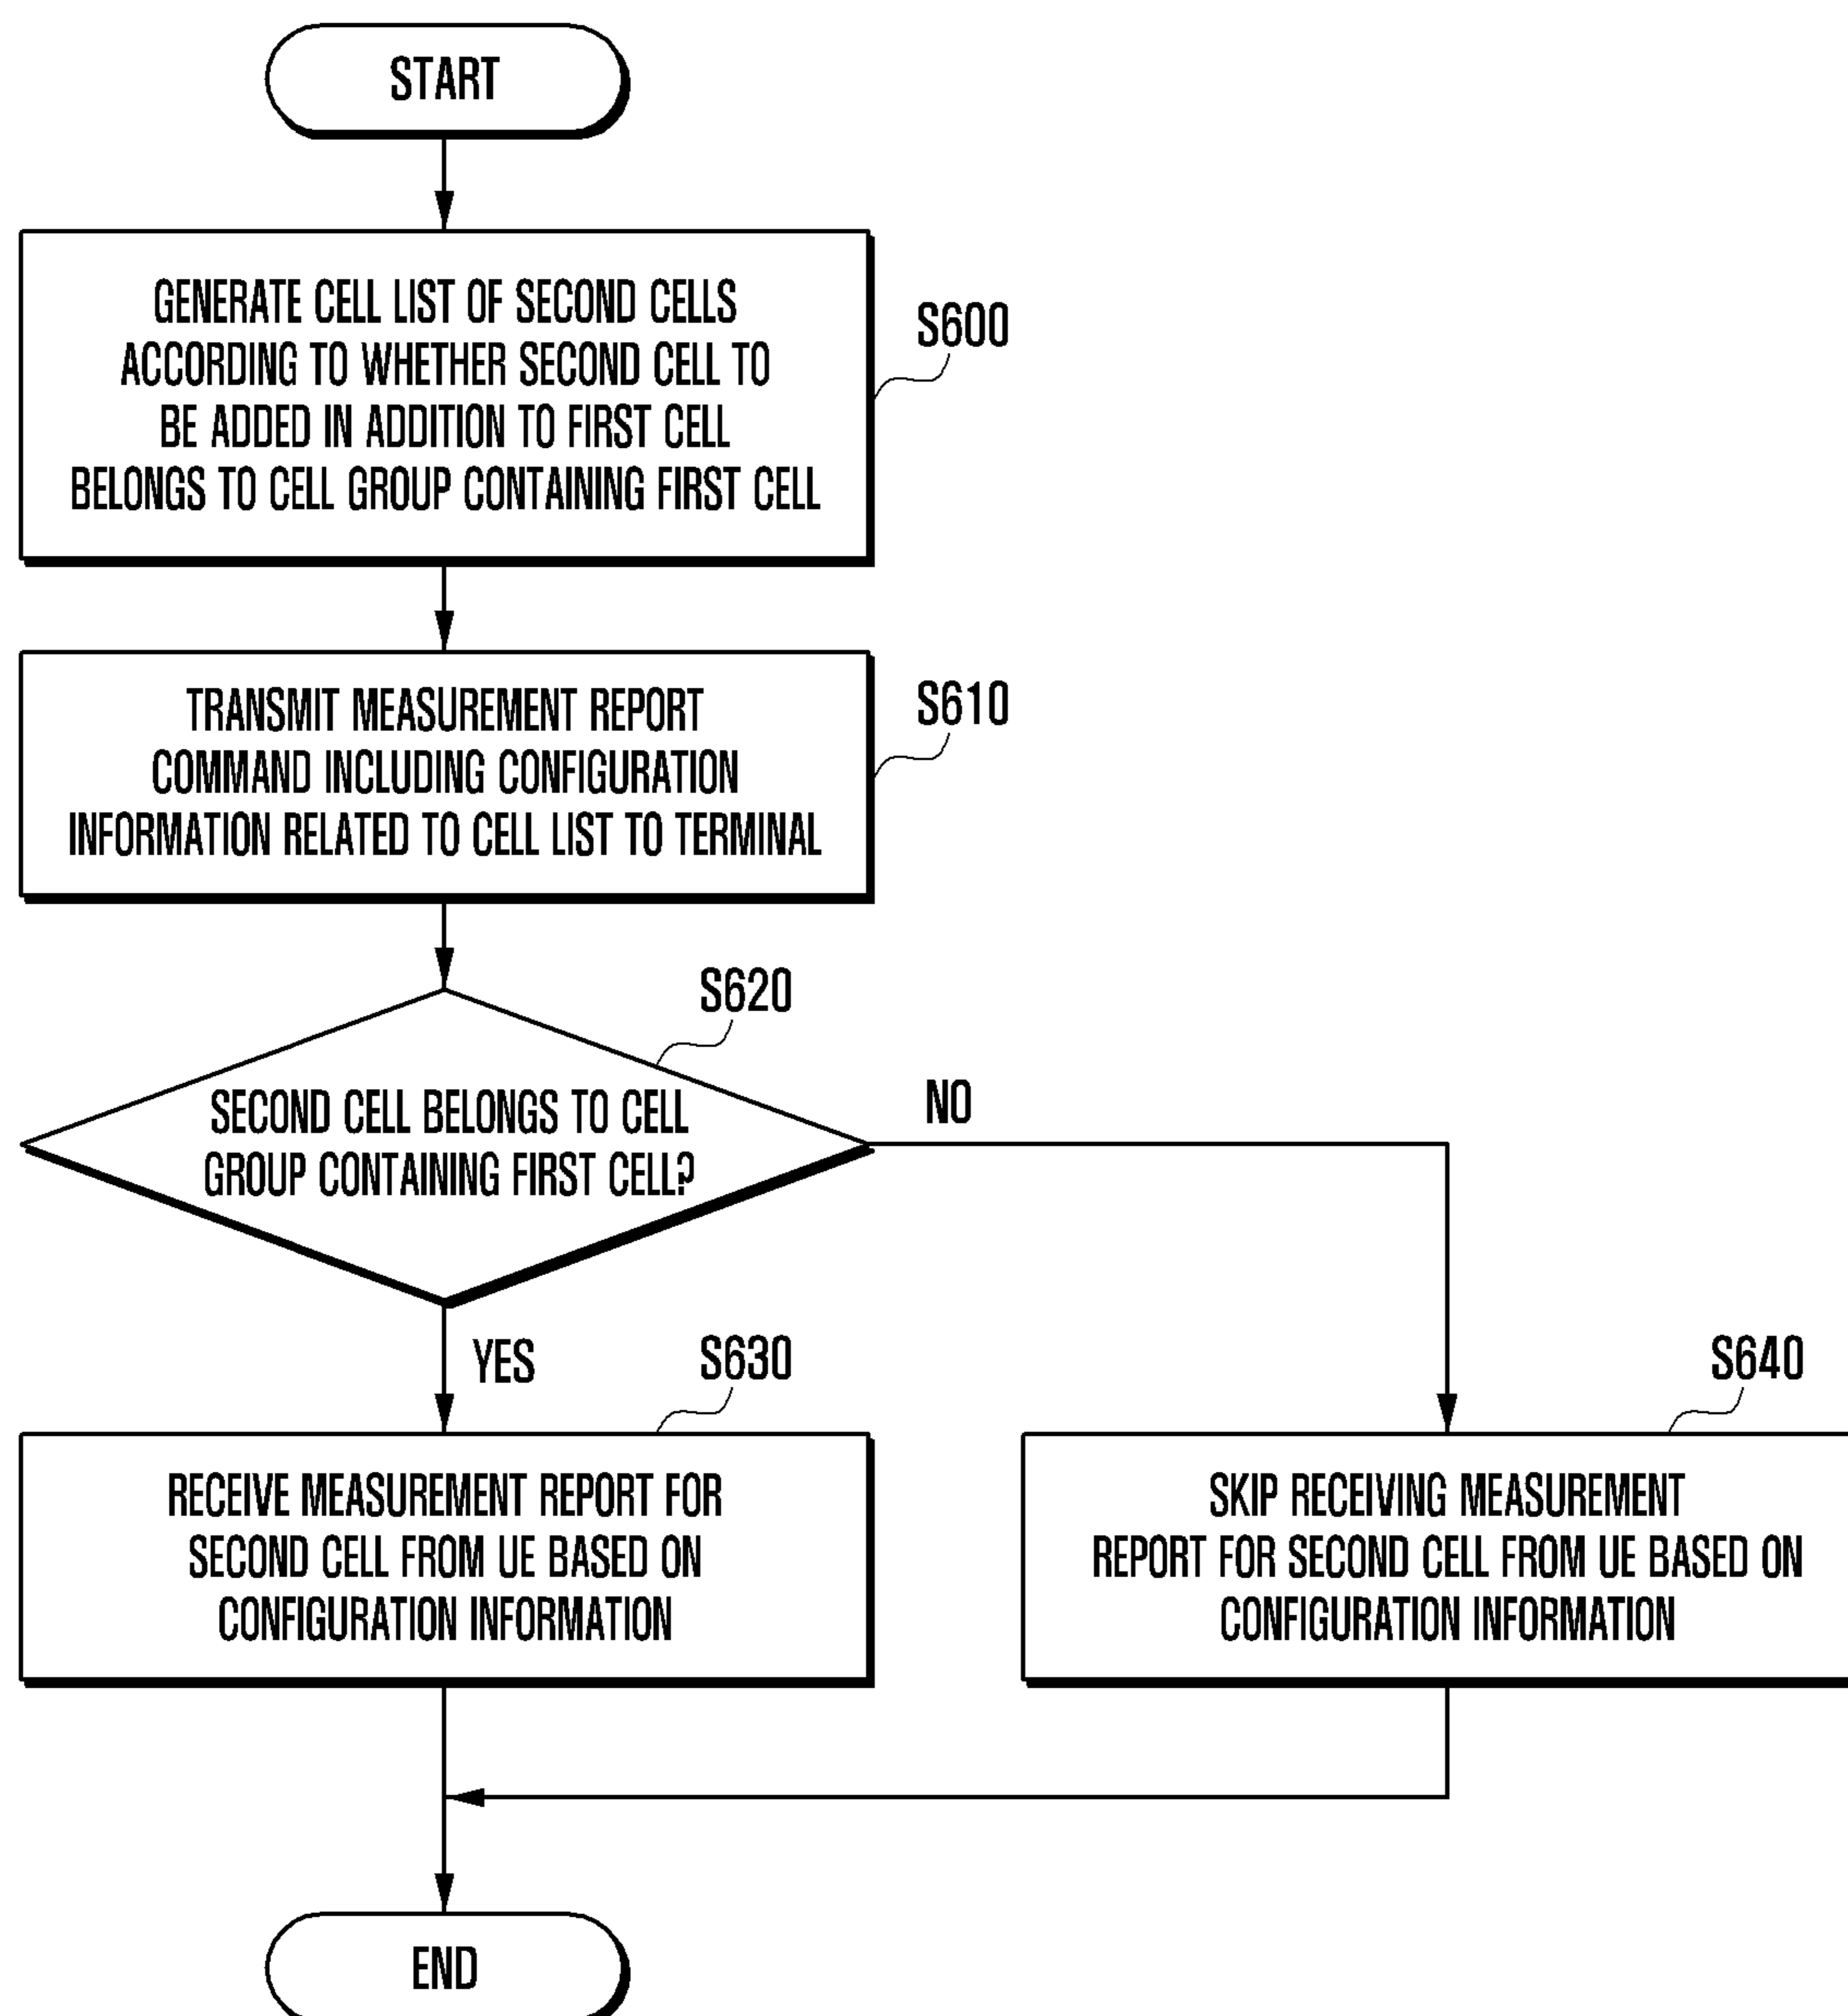 START
GENERATE CELL LIST OF SECOND CELLS
ACCORDING TO WHETHER SECOND CELL TO
BE ADDED IN ADDITION TO FIRST CELL
BELONGS TO CELL GROUP CONTAINING FIRST CELL
S600
TRANSMIT MEASUREMENT REPORT
COMMAND INCLUDING CONFIGURATION
INFORMATION RELATED TO CELL LIST TO TERMINAL
S610
S620
SECOND CELL BELONGS TO CELL
GROUP CONTAINING FIRST CELL?
NO
YES
S630
RECEIVE MEASUREMENT REPORT FOR
SECOND CELL FROM UE BASED ON
CONFIGURATION INFORMATION
S640
SKIP RECEIVING MEASUREMENT
REPORT FOR SECOND CELL FROM UE BASED ON
CONFIGURATION INFORMATION
END